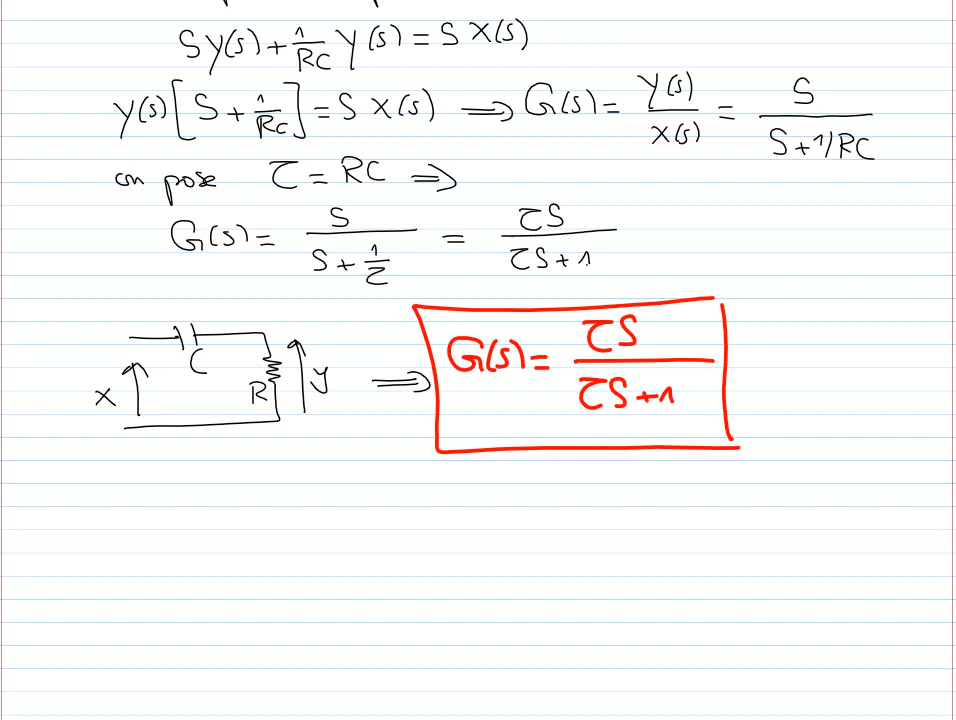 SY(s) + 1/RC Y(s) = S X(s)
Y(s) [S + 1/RC] = S X(s) ⟹ G(s) = Y(s)/X(s) = S/(S + 1/RC)
on pose τ = RC ⟹
G(s) = S/(S + 1/τ) = τS/(τS + 1)
X C R Y ⟹ G(s) = τS/(τS + 1)